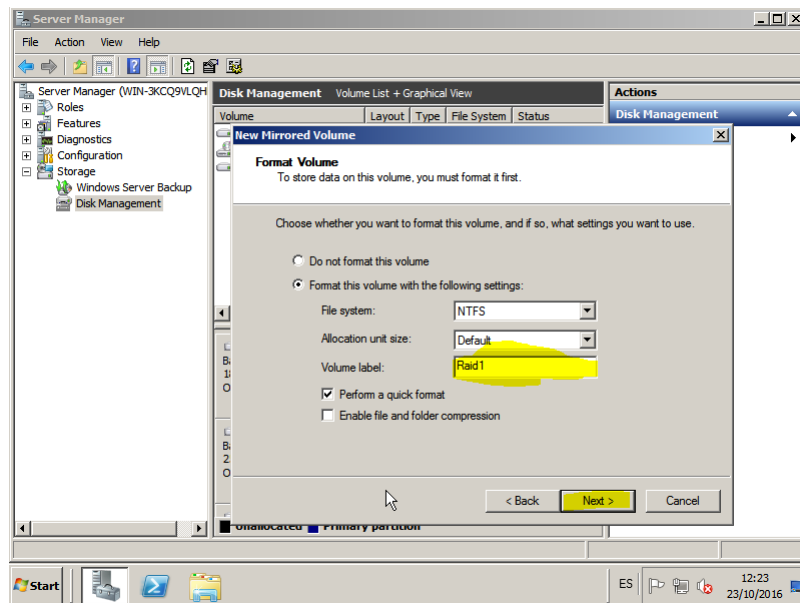 Server Manager
File Action View Help
Server Manager (WIN-3KCQ9VLQH
Roles
Features
Diagnostics
Configuration
Storage
Windows Server Backup
Disk Management
Disk Management Volume List + Graphical View
Volume Layout Type File System Status
Actions
Disk Management
New Mirrored Volume
Format Volume
To store data on this volume, you must format it first.
Choose whether you want to format this volume, and if so, what settings you want to use.
Do not format this volume
Format this volume with the following settings:
File system: NTFS
Allocation unit size: Default
Volume label: Raid1
Perform a quick format
Enable file and folder compression
< Back Next > Cancel
Unallocated Primary partition
Start ES 12:23
23/10/2016